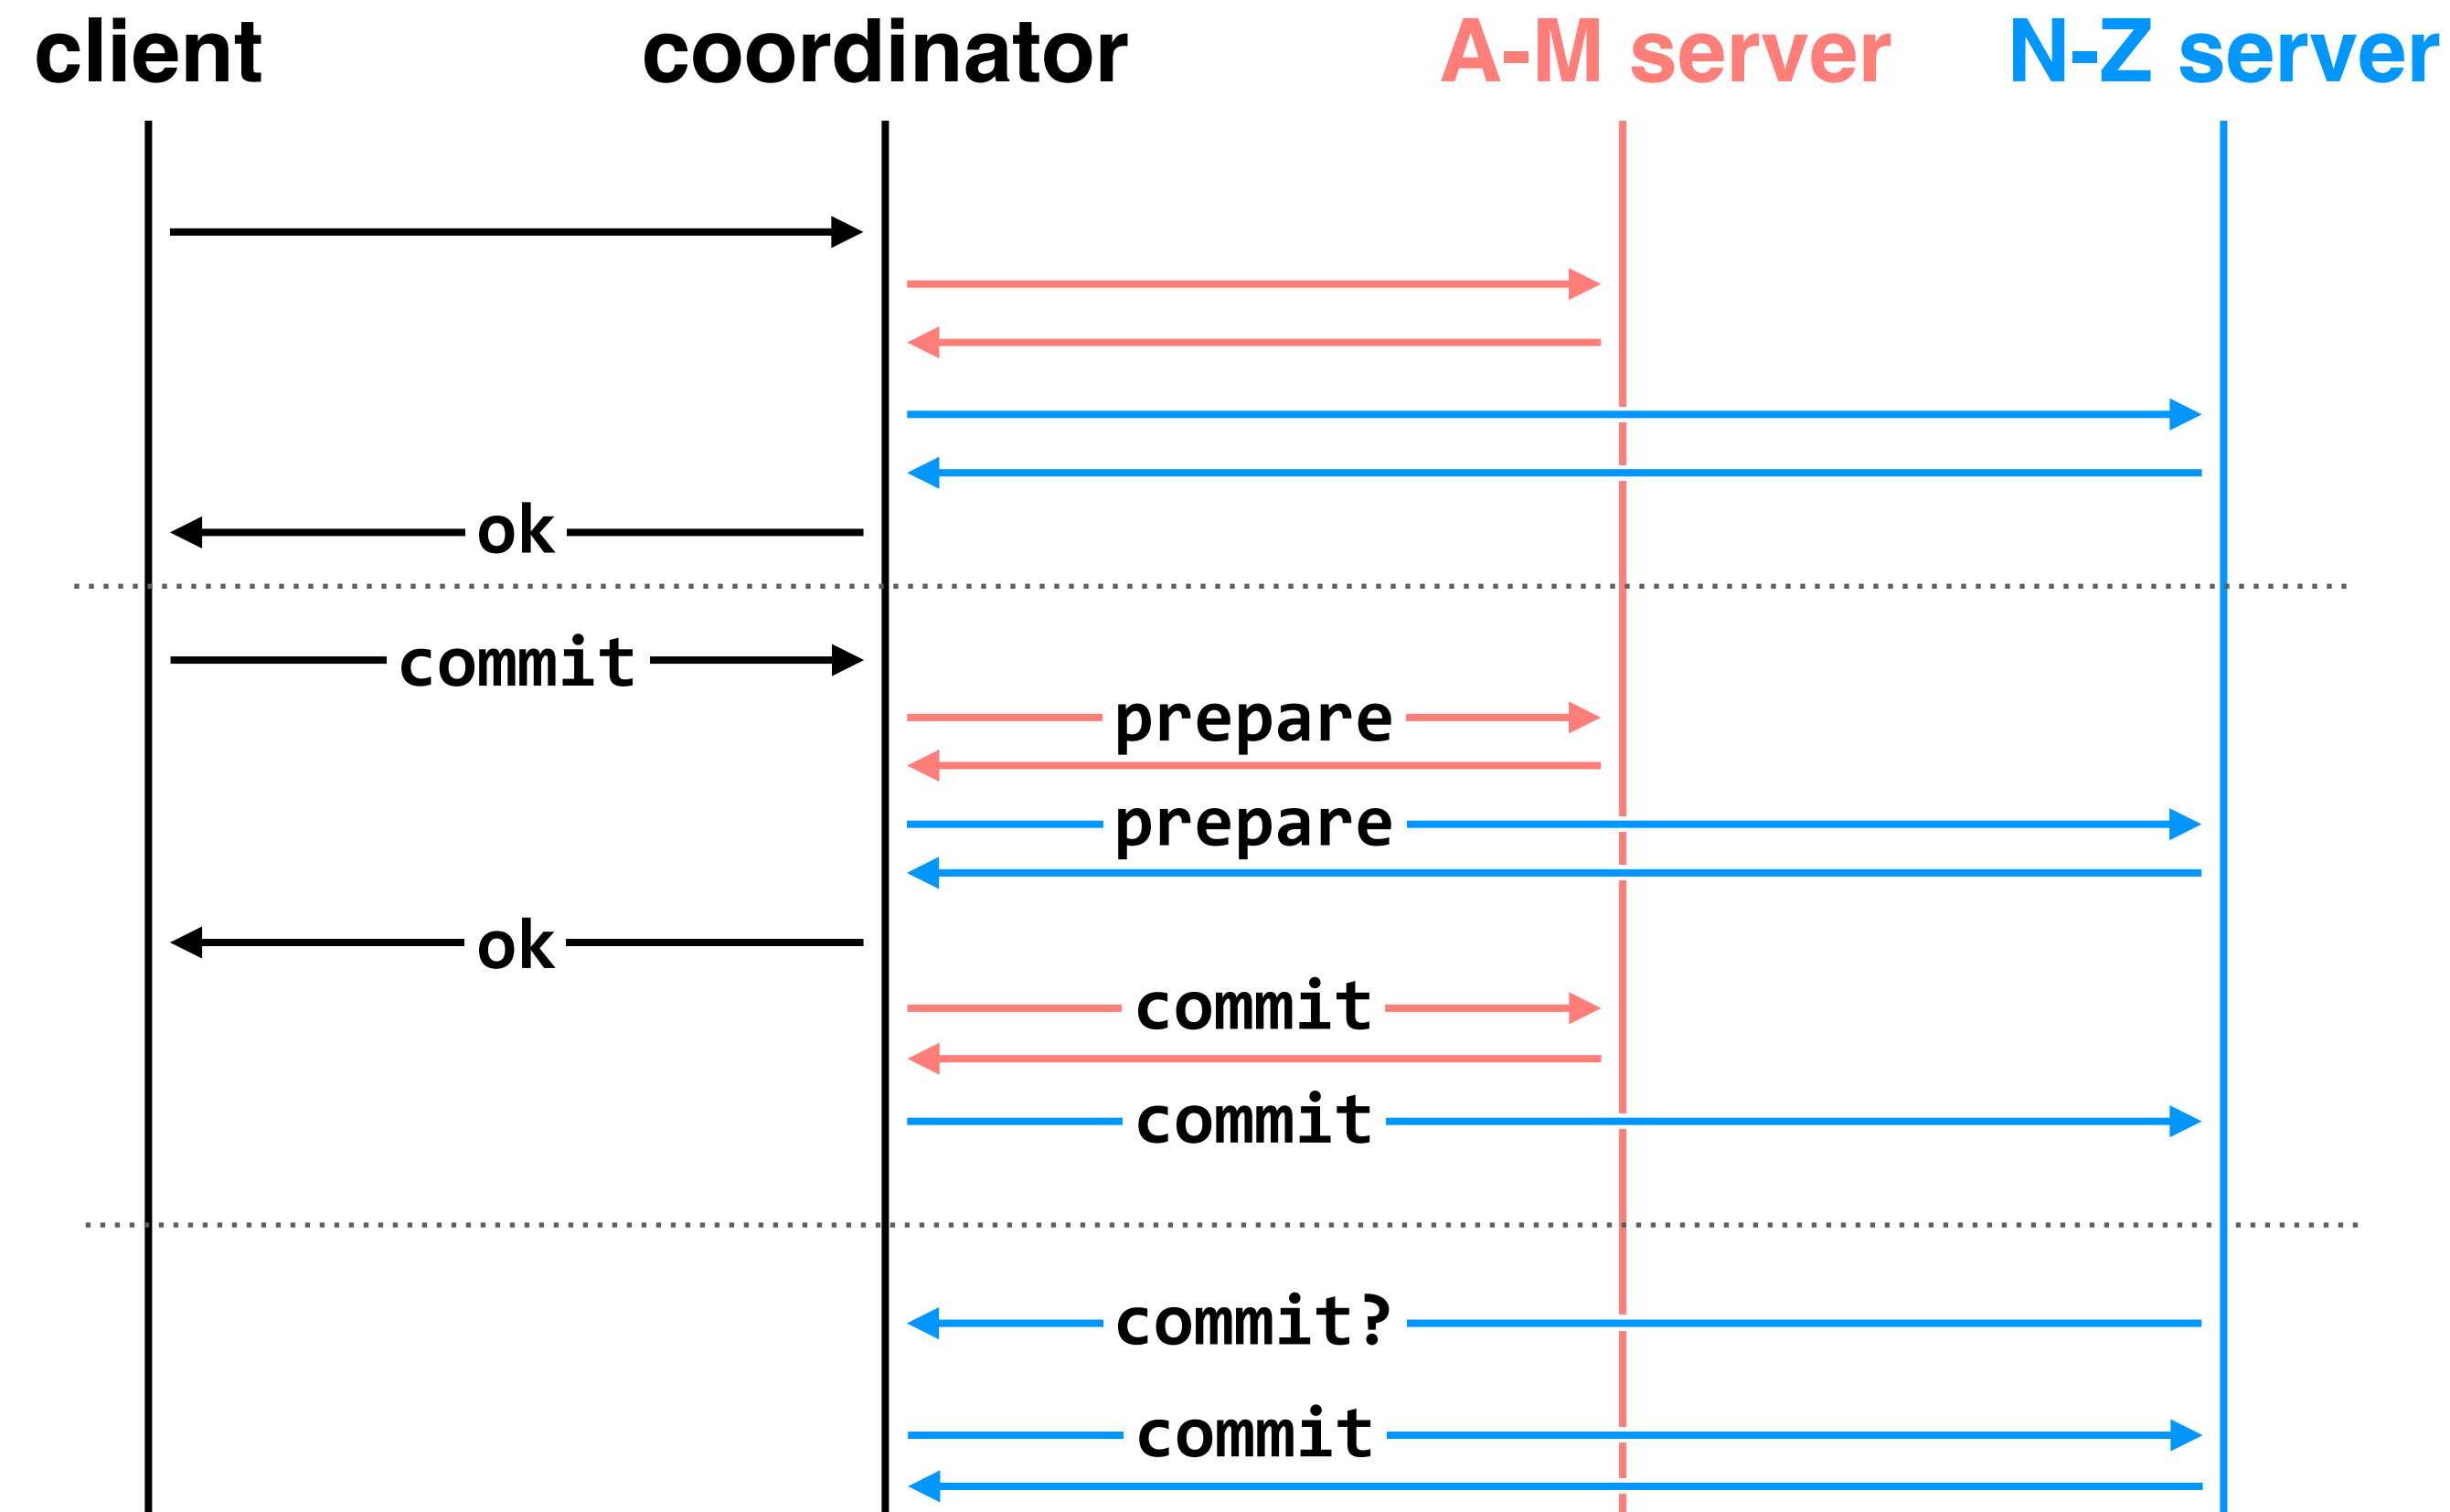 client coordinator A-M server N-Z server
ok
commit
prepare
prepare
ok
commit
commit
commit?
commit